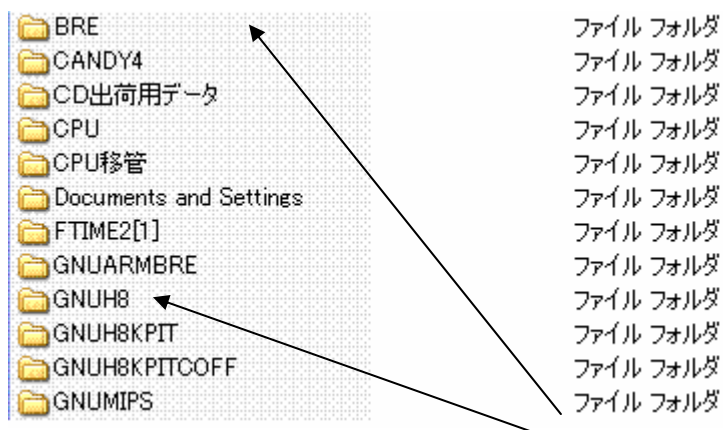 BRE ファイル フォルダ
CANDY4 ファイル フォルダ
CD出荷用データ ファイル フォルダ
CPU ファイル フォルダ
CPU移管 ファイル フォルダ
Documents and Settings ファイル フォルダ
FTIME2[1] ファイル フォルダ
GNUARMBRE ファイル フォルダ
GNUH8 ファイル フォルダ
GNUH8KPIT ファイル フォルダ
GNUH8KPITCOFF ファイル フォルダ
GNUMIPS ファイル フォルダ